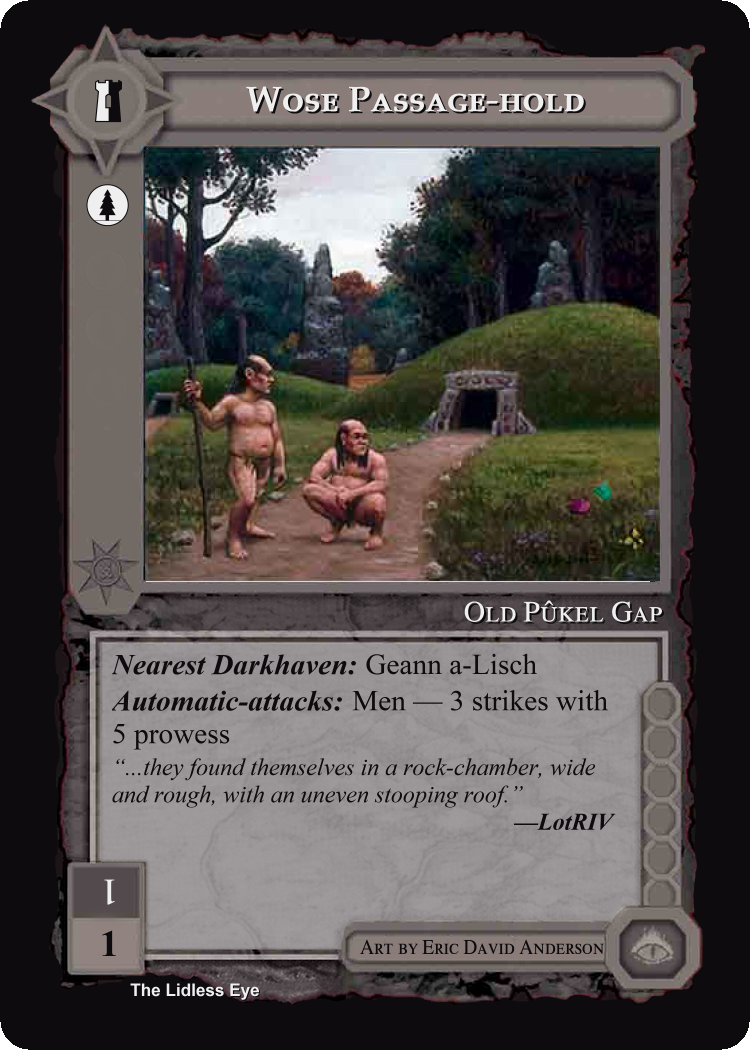 Wose Passage-hold
Old Pûkel Gap
Nearest Darkhaven: Geann a-Lisch
Automatic-attacks: Men — 3 strikes with
5 prowess
“...they found themselves in a rock-chamber, wide
and rough, with an uneven stooping roof.”
—LotRIV
1
1
Art by Eric David Anderson
The Lidless Eye